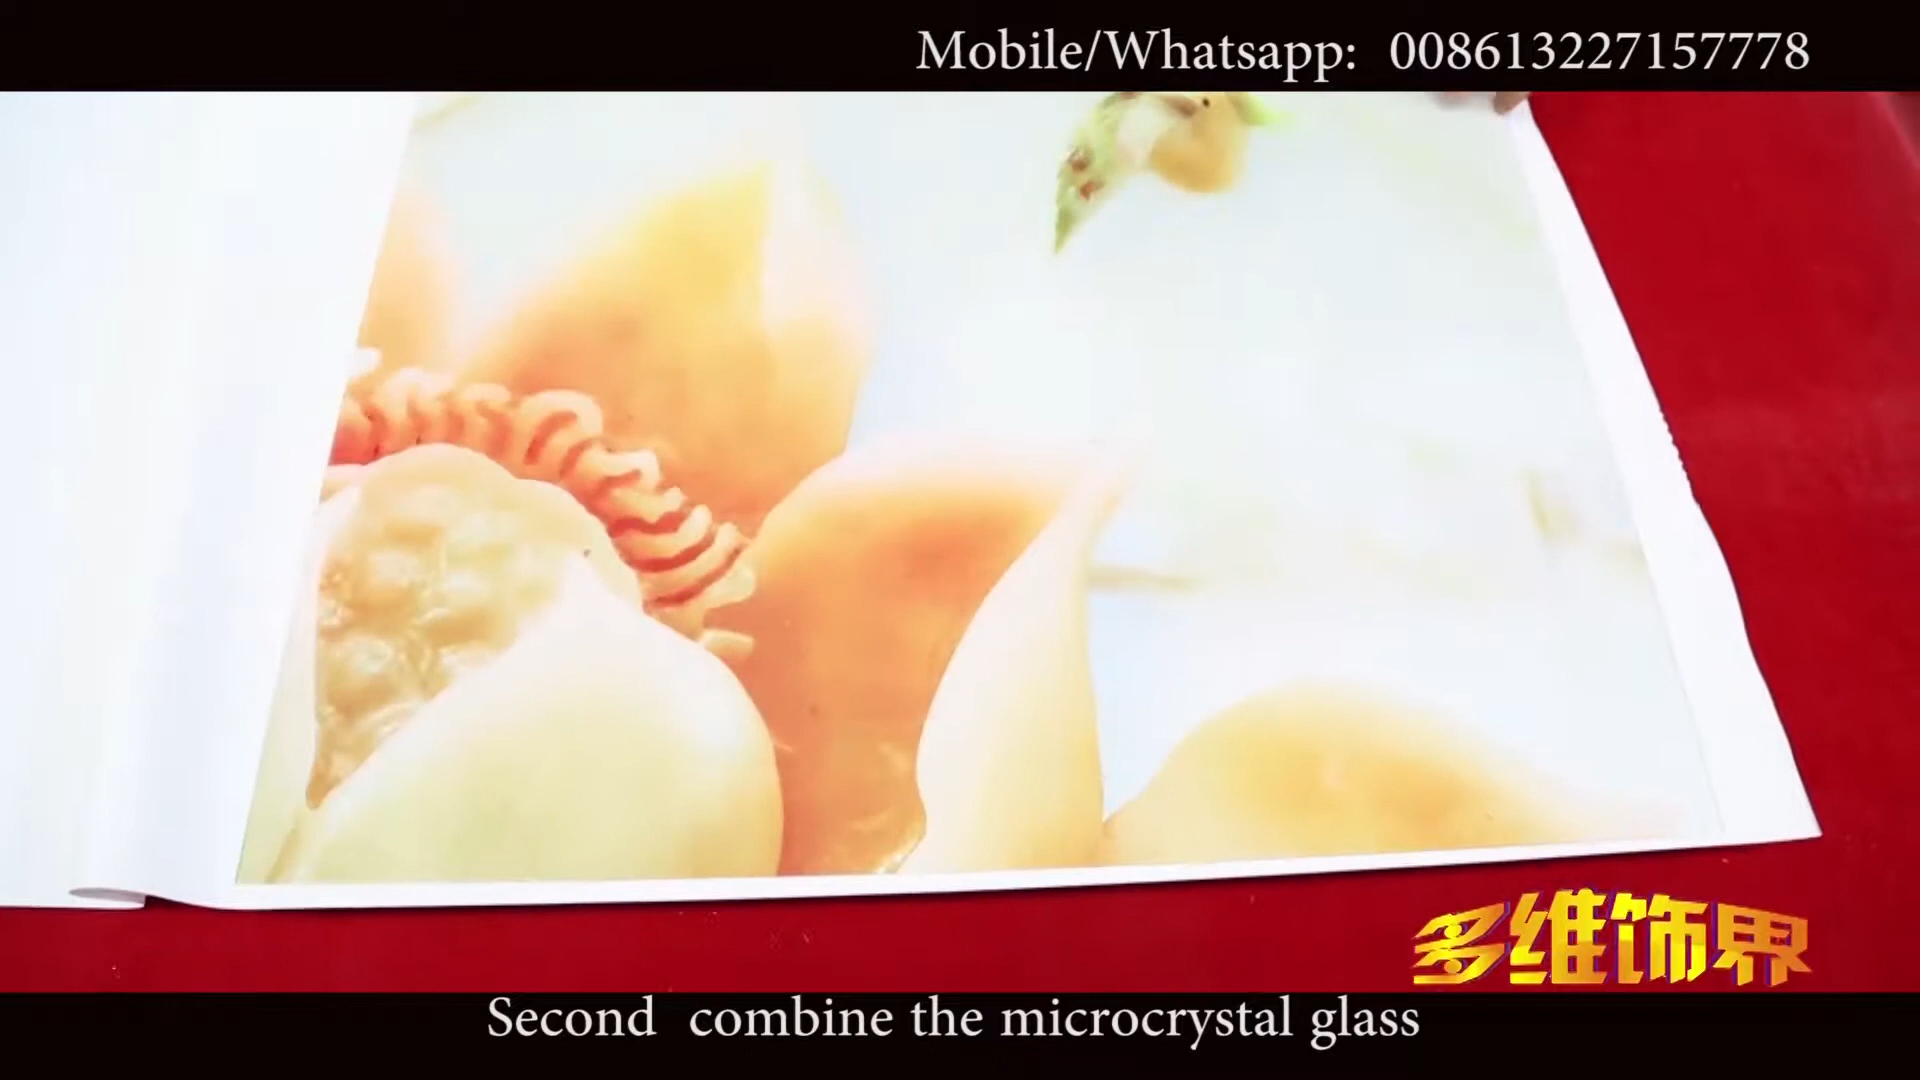 Mobile/Whatsapp: 008613227157778
多维饰界
Second combine the microcrystal glass